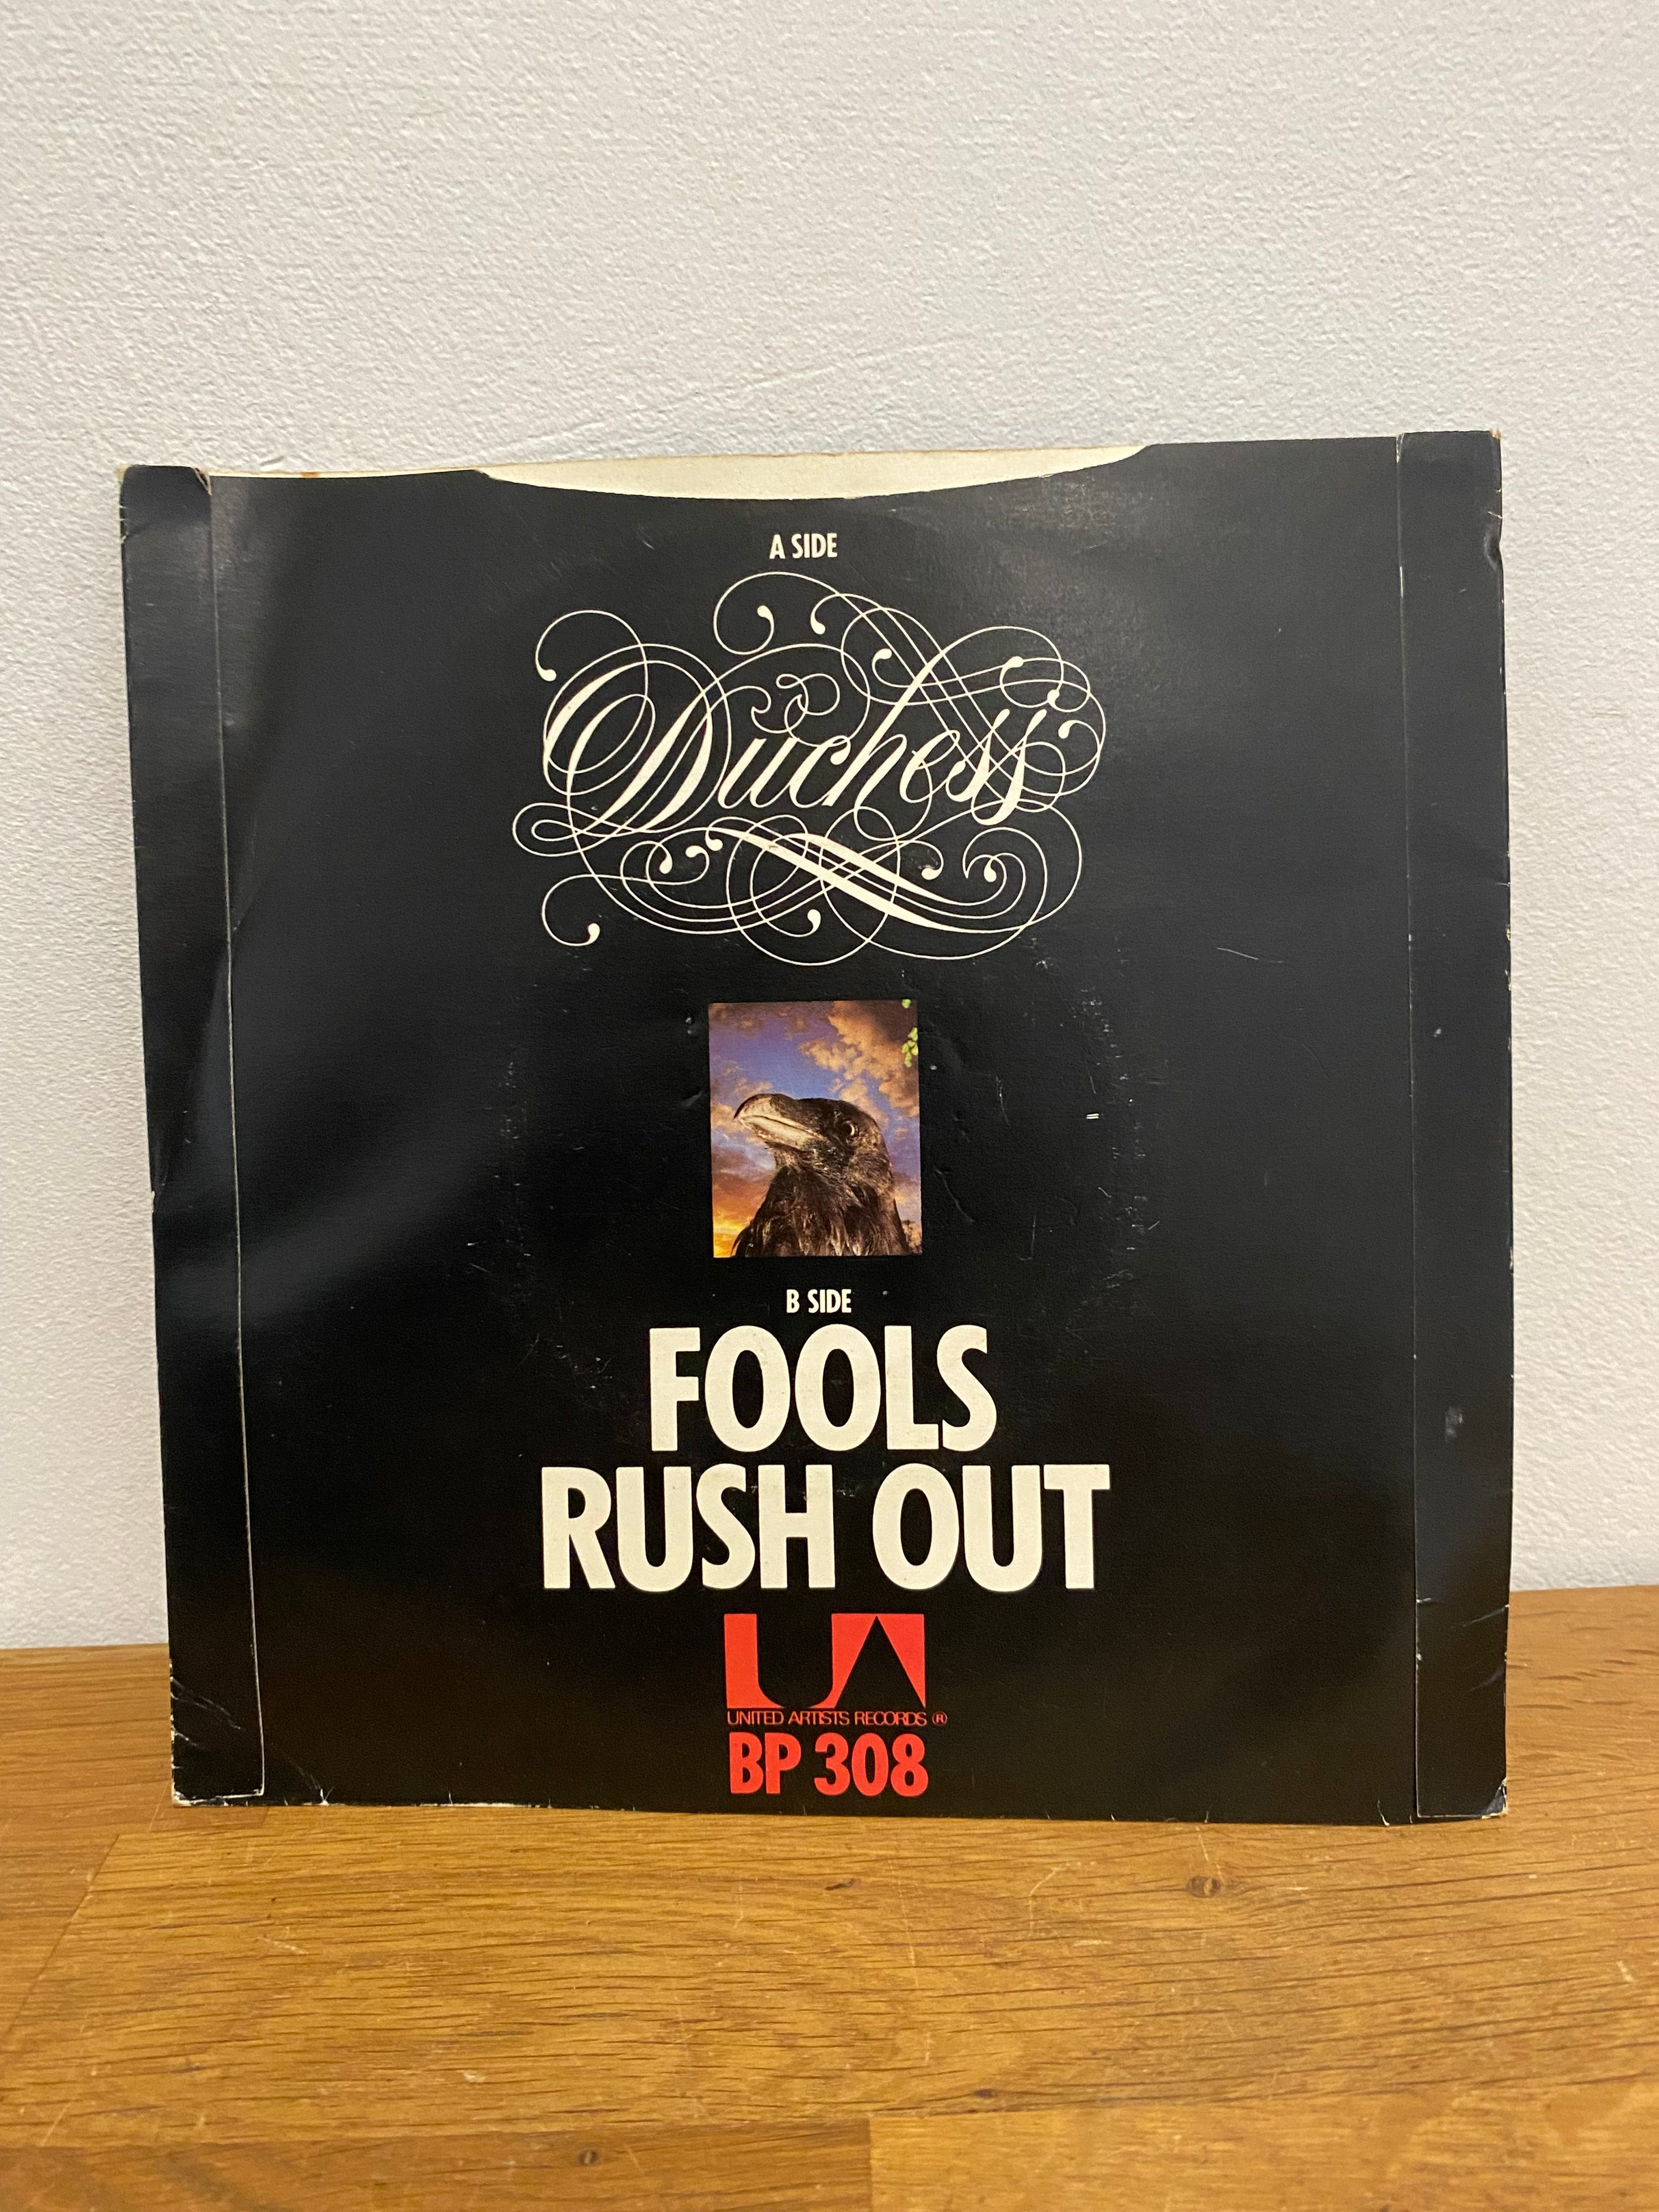 A SIDE
Duchess
B SIDE
FOOLS
RUSH OUT
UA
UNITED ARTISTS RECORDS ®
BP 308